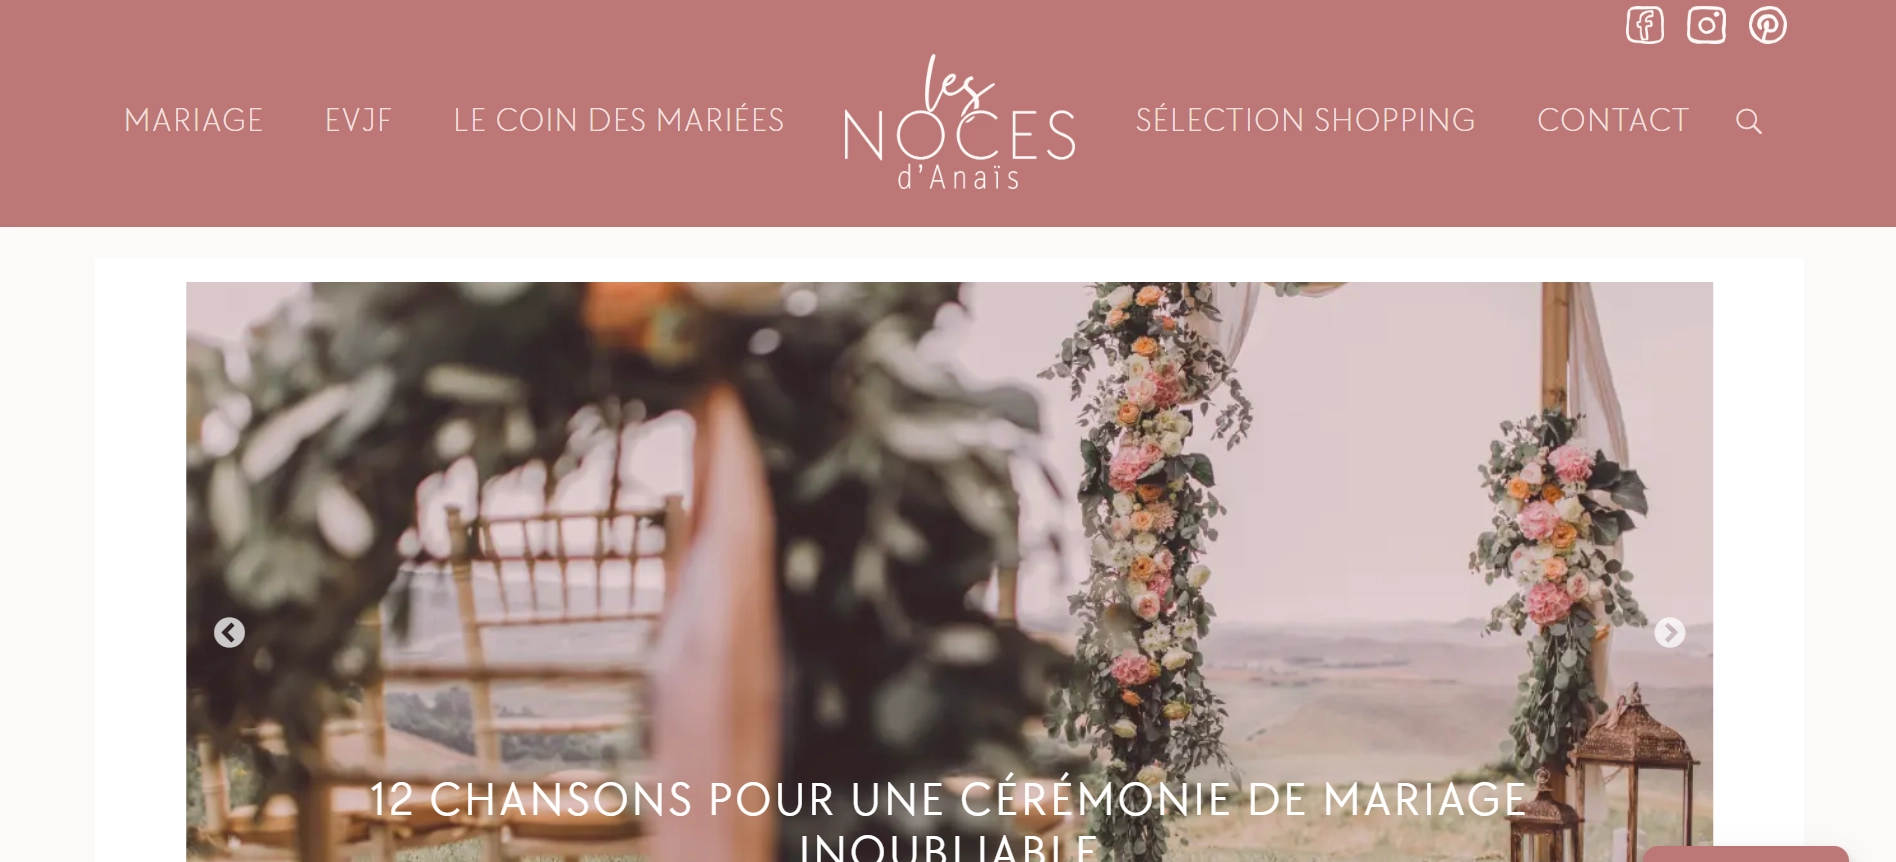 MARIAGE
EVJF
LE COIN DES MARIÉES
les
NOCES
d'Anaïs
SÉLECTION SHOPPING
CONTACT
12 CHANSONS POUR UNE CÉRÉMONIE DE MARIAGE
INOUBLIABLE